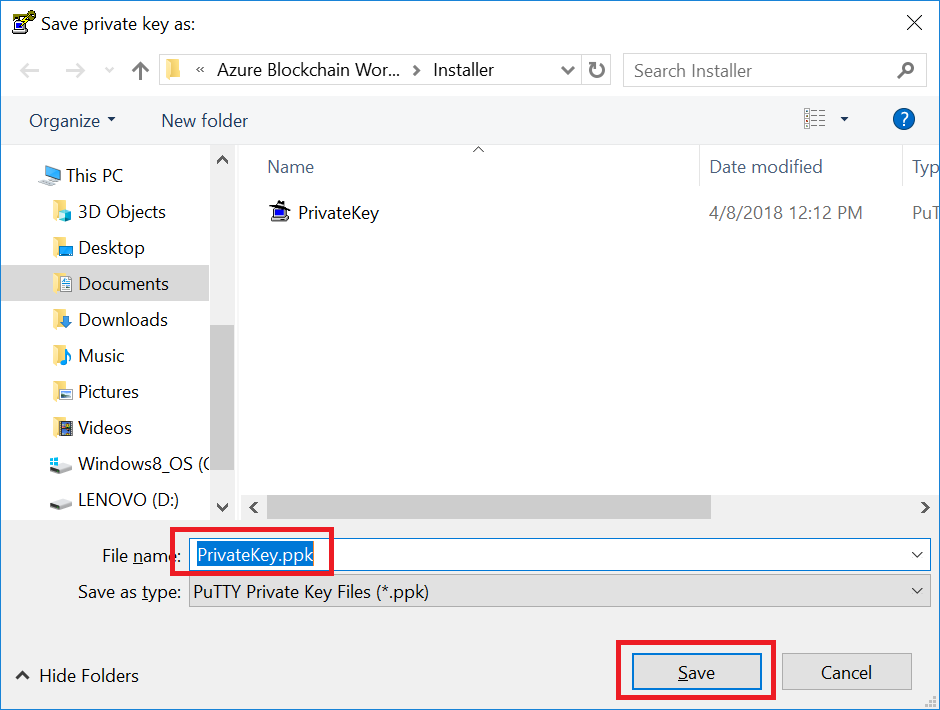 Save private key as:
« Azure Blockchain Wor... > Installer
Search Installer
Organize
New folder
?
Name
Date modified
Typ
This PC
3D Objects
Desktop
Documents
Downloads
Music
Pictures
Videos
Windows8_OS (C
LENOVO (D:)
PrivateKey
4/8/2018 12:12 PM
PuT
File name:
PrivateKey.ppk
Save as type:
PuTTY Private Key Files (*.ppk)
Hide Folders
Save
Cancel